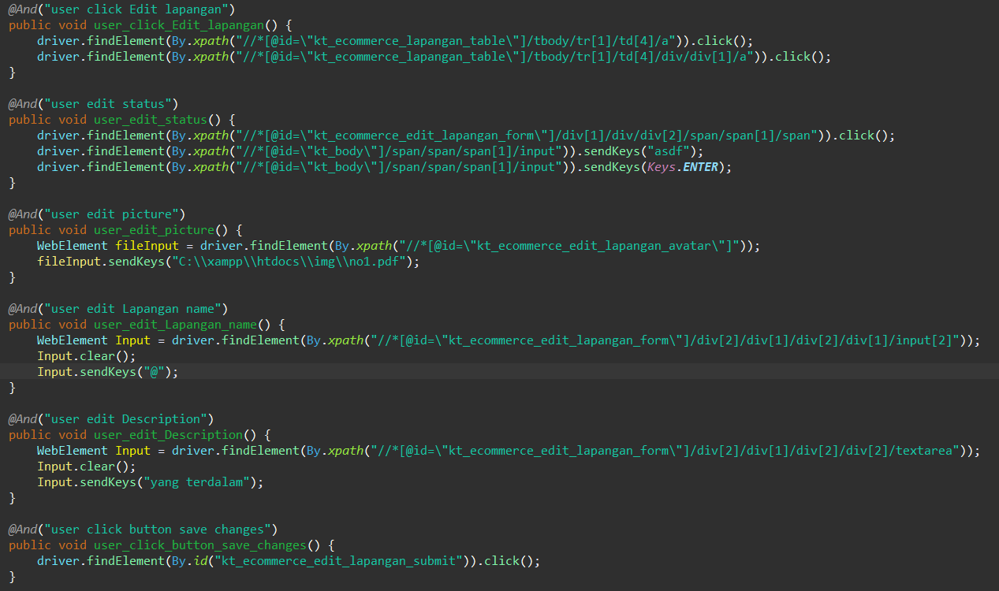 @And("user click Edit lapangan")
public void user_click_Edit_lapangan() {
    driver.findElement(By.xpath("//*[@id=\"kt_ecommerce_lapangan_table\"]/tbody/tr[1]/td[4]/a")).click();
    driver.findElement(By.xpath("//*[@id=\"kt_ecommerce_lapangan_table\"]/tbody/tr[1]/td[4]/div/div[1]/a")).click();
}

@And("user edit status")
public void user_edit_status() {
    driver.findElement(By.xpath("//*[@id=\"kt_ecommerce_edit_lapangan_form\"]/div[1]/div/div[2]/span/span[1]/span")).click();
    driver.findElement(By.xpath("//*[@id=\"kt_body\"]/span/span/span[1]/input")).sendKeys("asdf");
    driver.findElement(By.xpath("//*[@id=\"kt_body\"]/span/span/span[1]/input")).sendKeys(Keys.ENTER);
}

@And("user edit picture")
public void user_edit_picture() {
    WebElement fileInput = driver.findElement(By.xpath("//*[@id=\"kt_ecommerce_edit_lapangan_avatar\"]"));
    fileInput.sendKeys("C:\\xampp\\htdocs\\img\\no1.pdf");
}

@And("user edit Lapangan name")
public void user_edit_Lapangan_name() {
    WebElement Input = driver.findElement(By.xpath("//*[@id=\"kt_ecommerce_edit_lapangan_form\"]/div[2]/div[1]/div[2]/div[1]/input[2]"));
    Input.clear();
    Input.sendKeys("@");
}

@And("user edit Description")
public void user_edit_Description() {
    WebElement Input = driver.findElement(By.xpath("//*[@id=\"kt_ecommerce_edit_lapangan_form\"]/div[2]/div[1]/div[2]/div[2]/textarea"));
    Input.clear();
    Input.sendKeys("yang terdalam");
}

@And("user click button save changes")
public void user_click_button_save_changes() {
    driver.findElement(By.id("kt_ecommerce_edit_lapangan_submit")).click();
}